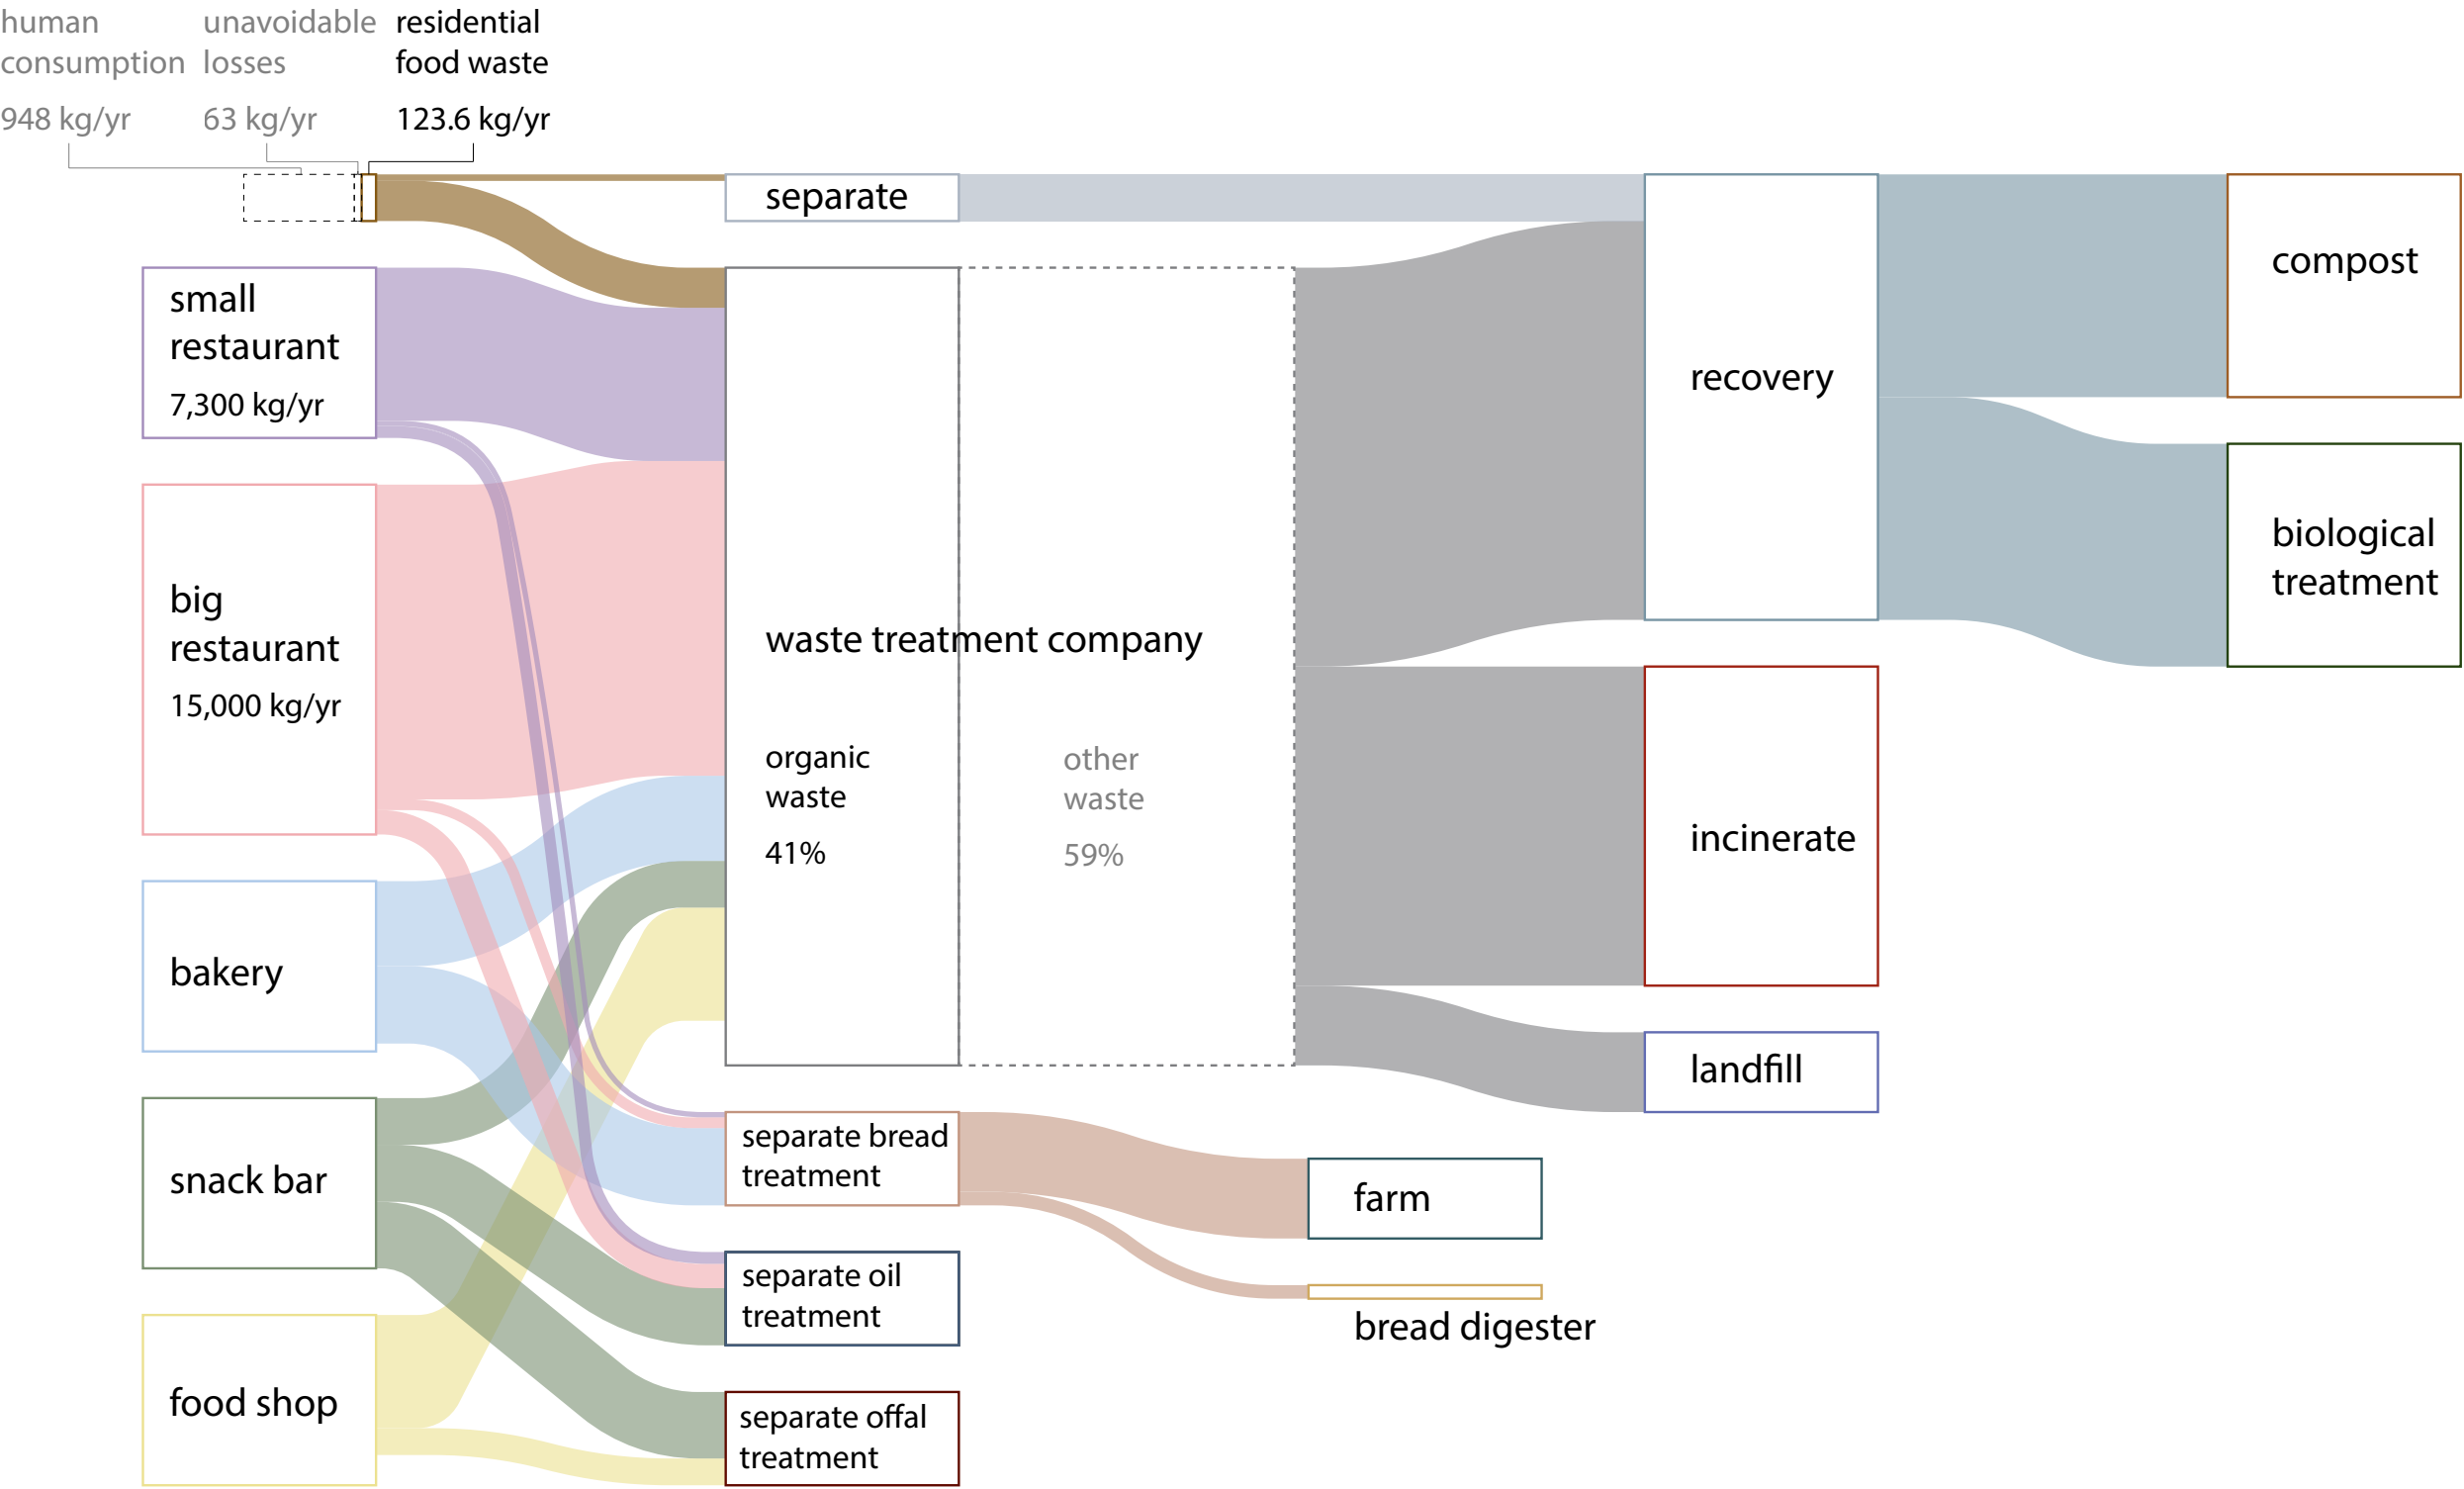 human
consumption
948 kg/yr
unavoidable
losses
63 kg/yr
residential
food waste
123.6 kg/yr
small
restaurant
7,300 kg/yr
big
restaurant
15,000 kg/yr
bakery
snack bar
food shop
separate
waste treatment company
organic
waste
41%
other
waste
59%
separate bread
treatment
separate oil
treatment
separate offal
treatment
recovery
incinerate
landfill
farm
bread digester
compost
biological
treatment